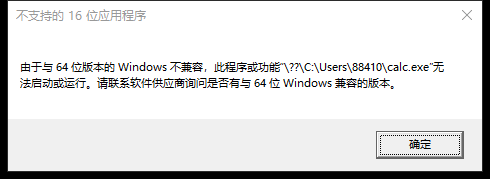 不支持的 16 位应用程序
由于与 64 位版本的 Windows 不兼容，此程序或功能"\??\C:\Users\88410\calc.exe"无
法启动或运行。请联系软件供应商询问是否有与 64 位 Windows 兼容的版本。
确定